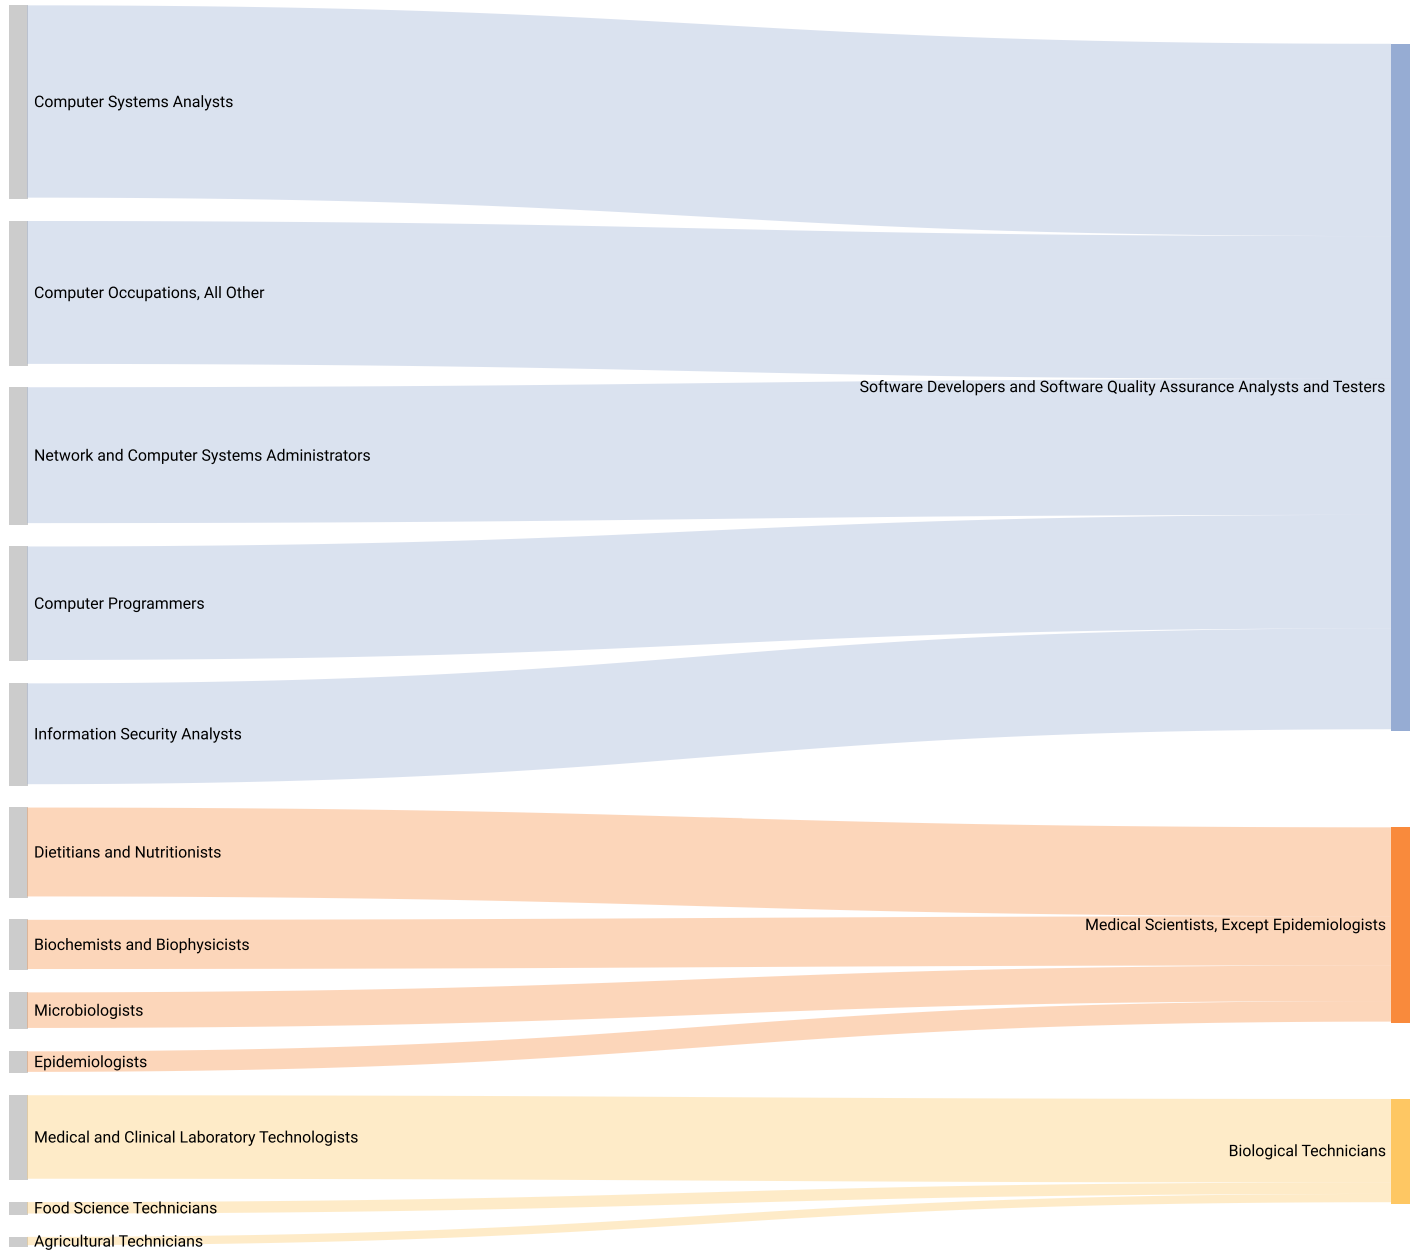 Computer Systems Analysts
Computer Occupations, All Other
Software Developers and Software Quality Assurance Analysts and Testers
Network and Computer Systems Administrators
Computer Programmers
Information Security Analysts
Dietitians and Nutritionists
Medical Scientists, Except Epidemiologists
Biochemists and Biophysicists
Microbiologists
Epidemiologists
Medical and Clinical Laboratory Technologists
Biological Technicians
Food Science Technicians
Agricultural Technicians